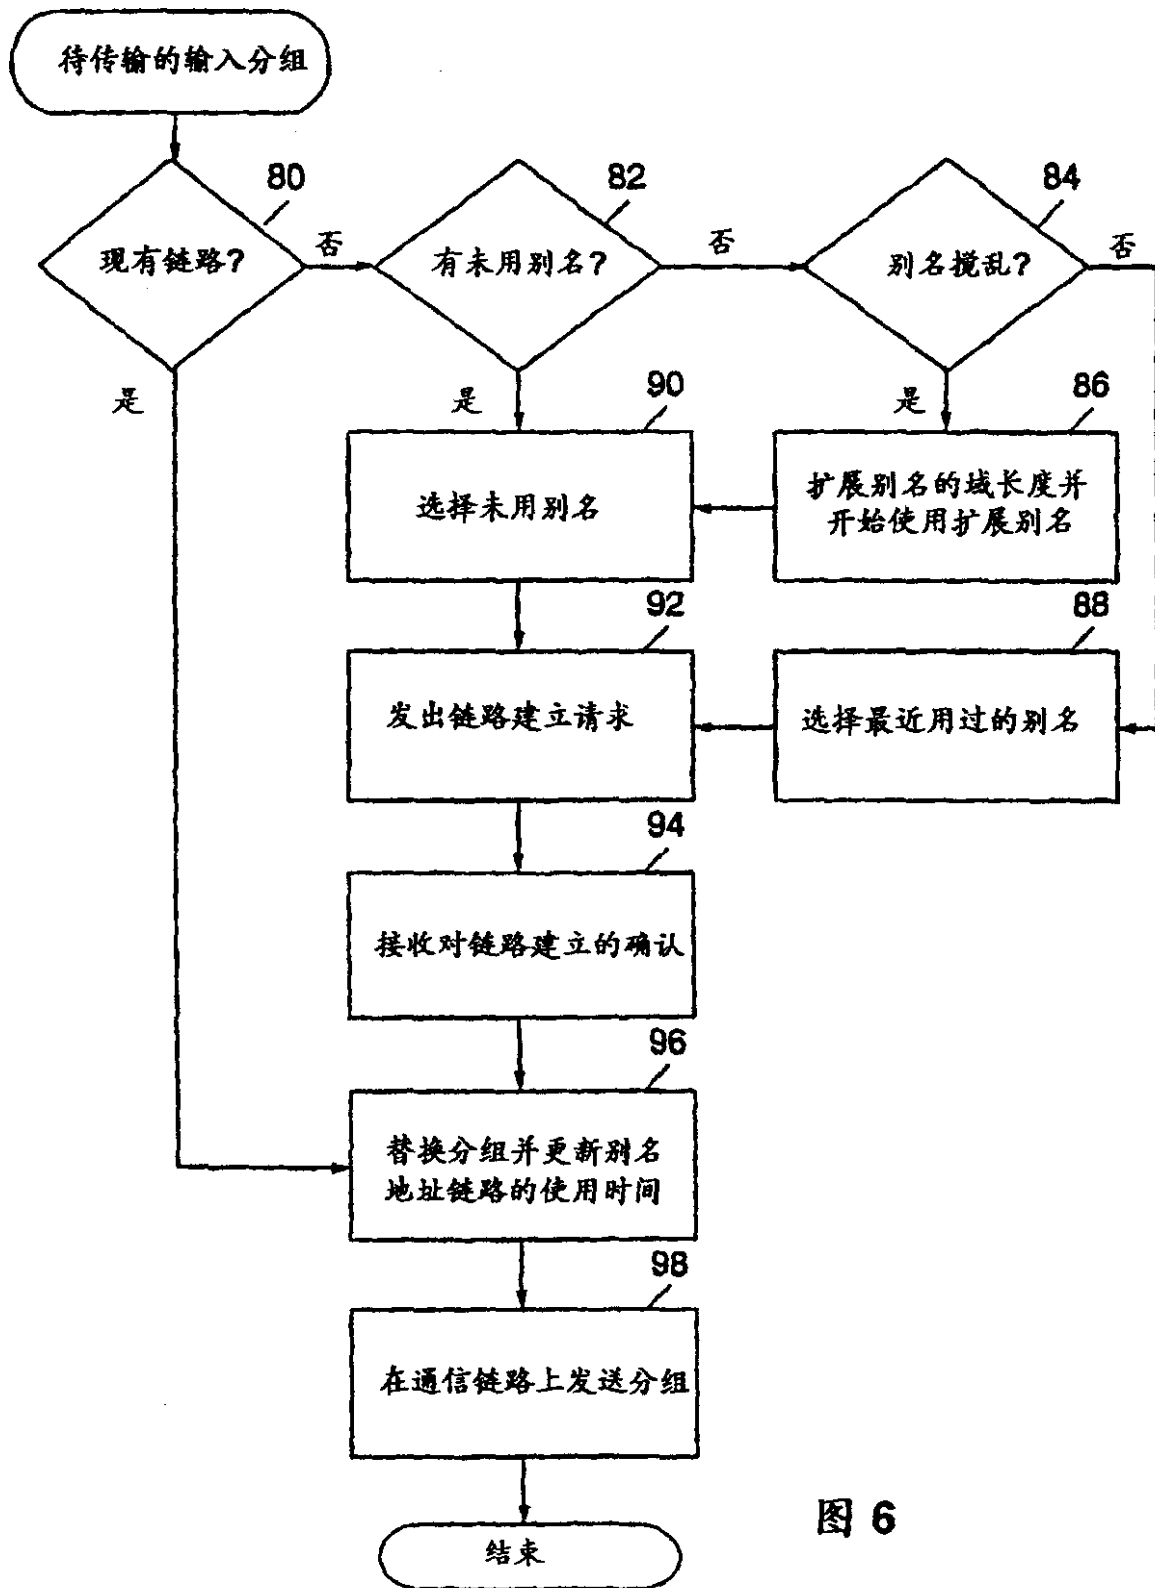 待传输的输入分组
80
82
84
现有链路?
否
有未用别名?
否
别名搅乱?
否
是
是
90
是
86
选择未用别名
扩展别名的域长度并
开始使用扩展别名
92
88
发出链路建立请求
选择最近用过的别名
94
接收对链路建立的确认
96
替换分组并更新别名
地址链路的使用时间
98
在通信链路上发送分组
结束
图 6